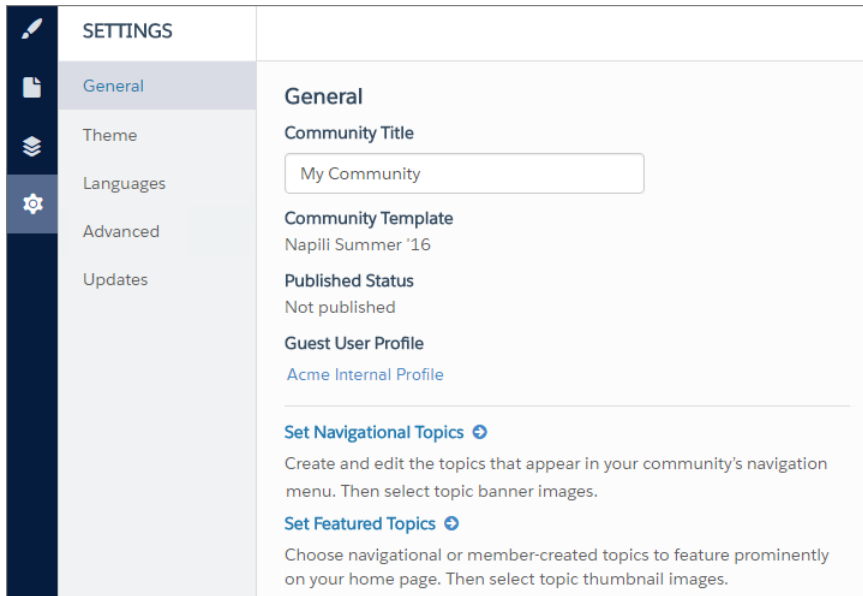 SETTINGS
General
Theme
Languages
Advanced
Updates
General
Community Title
My Community
Community Template
Napili Summer '16
Published Status
Not published
Guest User Profile
Acme Internal Profile
Set Navigational Topics
Create and edit the topics that appear in your community's navigation
menu. Then select topic banner images.
Set Featured Topics
Choose navigational or member-created topics to feature prominently
on your home page. Then select topic thumbnail images.